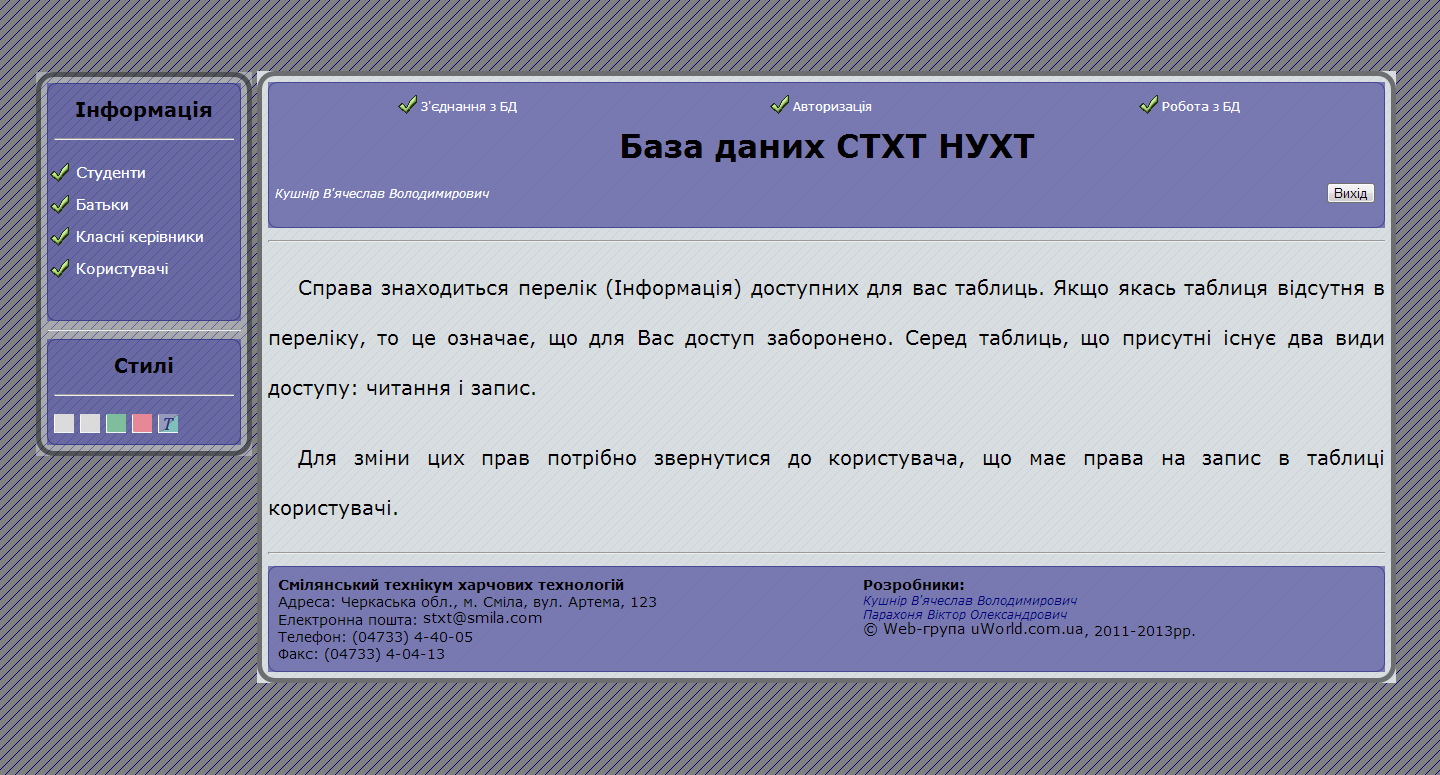 Інформація
Студенти
Батьки
Класні керівники
Користувачі
Стилі
T
З'єднання з БД
Авторизація
Робота з БД
База даних СТХТ НУХТ
Кушнір В'ячеслав Володимирович
Вихід
Справа знаходиться перелік (Інформація) доступних для вас таблиць. Якщо якась таблиця відсутня в
переліку, то це означає, що для Вас доступ заборонено. Серед таблиць, що присутні існує два види
доступу: читання і запис.
Для зміни цих прав потрібно звернутися до користувача, що має права на запис в таблиці
користувачі.
Смілянський технікум харчових технологій
Адреса: Черкаська обл., м. Сміла, вул. Артема, 123
Електронна пошта: stxt@smila.com
Телефон: (04733) 4-40-05
Факс: (04733) 4-04-13
Розробники:
Кушнір В'ячеслав Володимирович
Парахоня Віктор Олександрович
© Web-група uWorld.com.ua, 2011-2013рр.